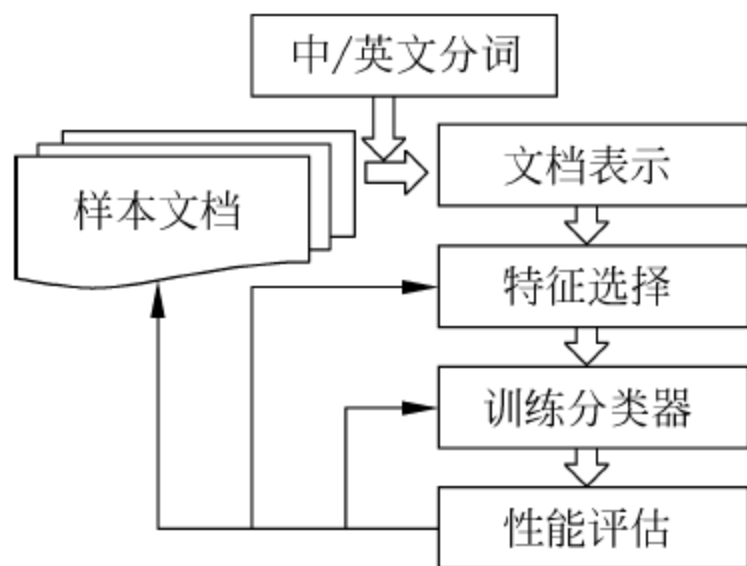 中/英文分词
样本文档
文档表示
特征选择
训练分类器
性能评估